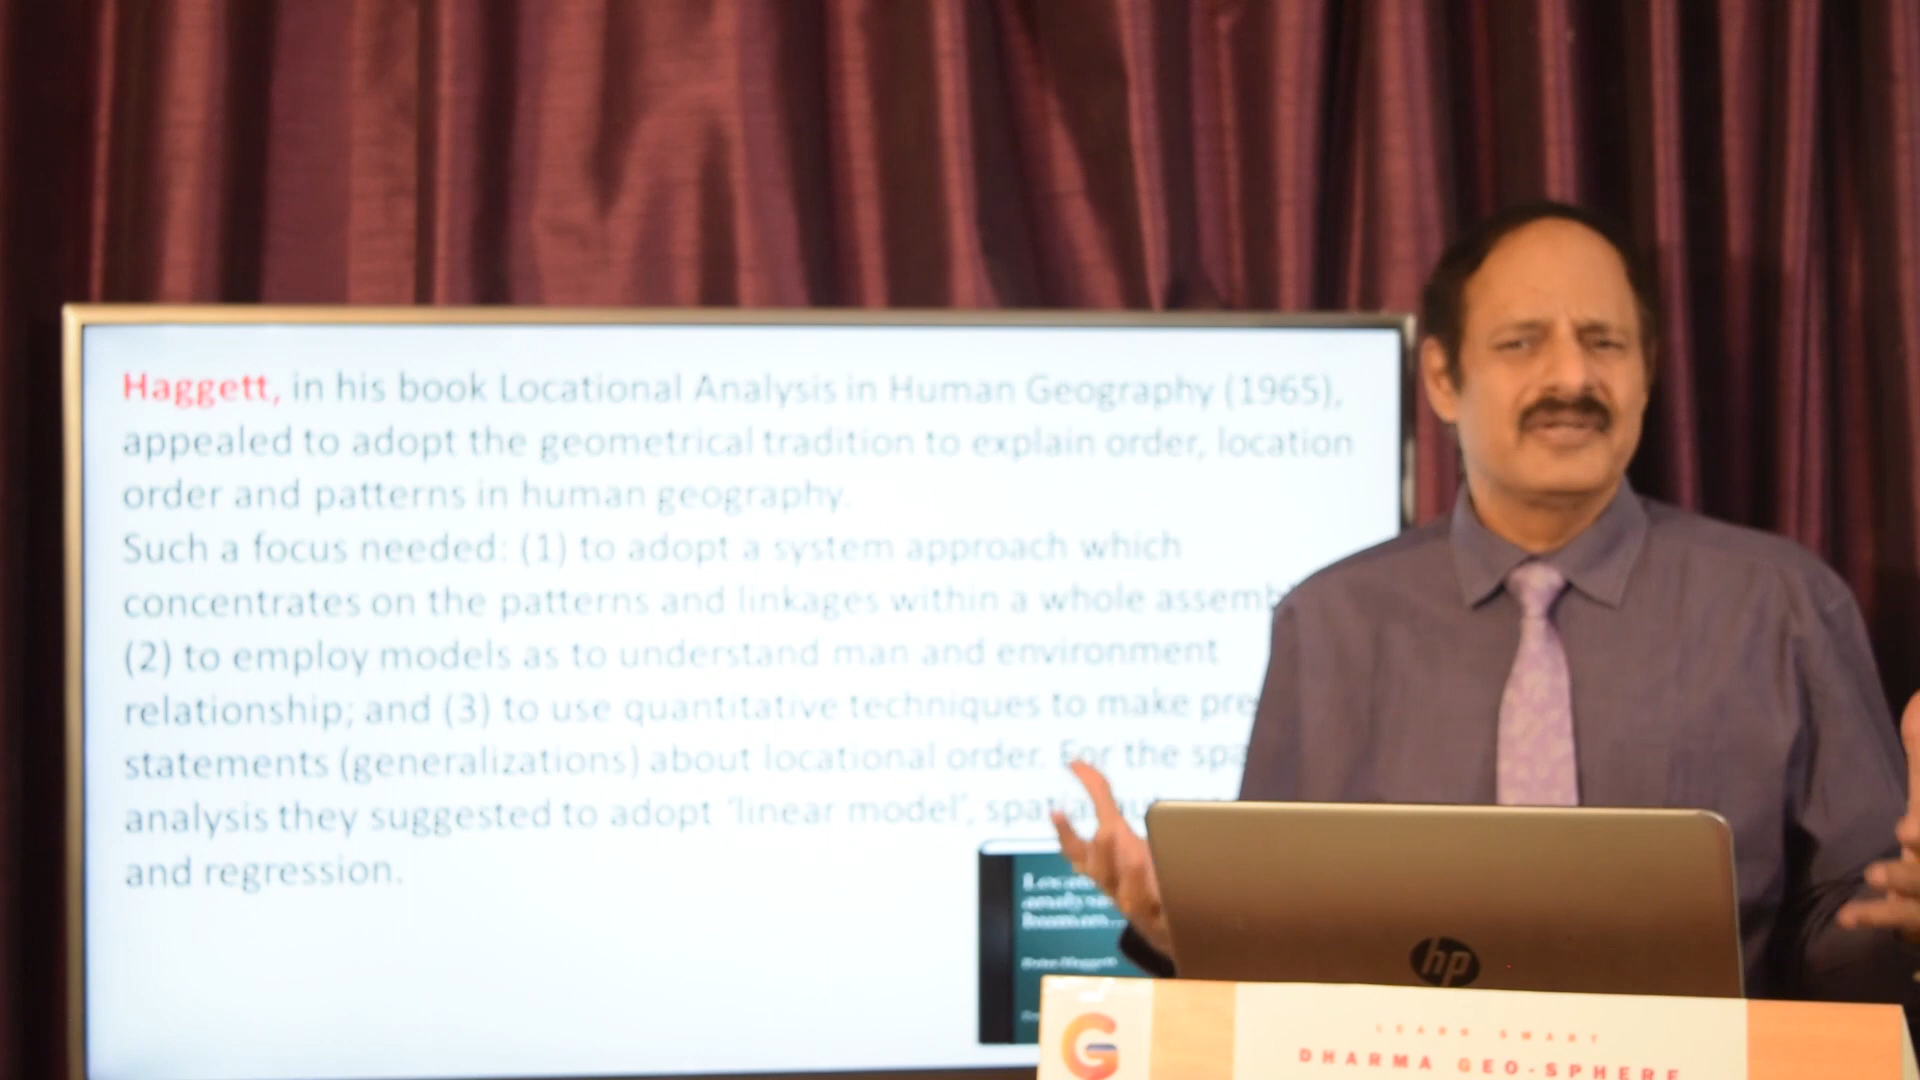 Haggett, in his book Locational Analysis in Human Geography (1965),
appealed to adopt the geometrical tradition to explain order, location
order and patterns in human geography.
Such a focus needed: (1) to adopt a system approach which
concentrates on the patterns and linkages within a whole
(2) to employ models as to understand man and environment
relationship; and (3) to use quantitative techniques to make
statements (generalizations) about locational order. For the
analysis they suggested to adopt 'linear model',
and regression.
Peter Haggett
hp
G
LEARN SMART
DHARMA GEO-SPHERE